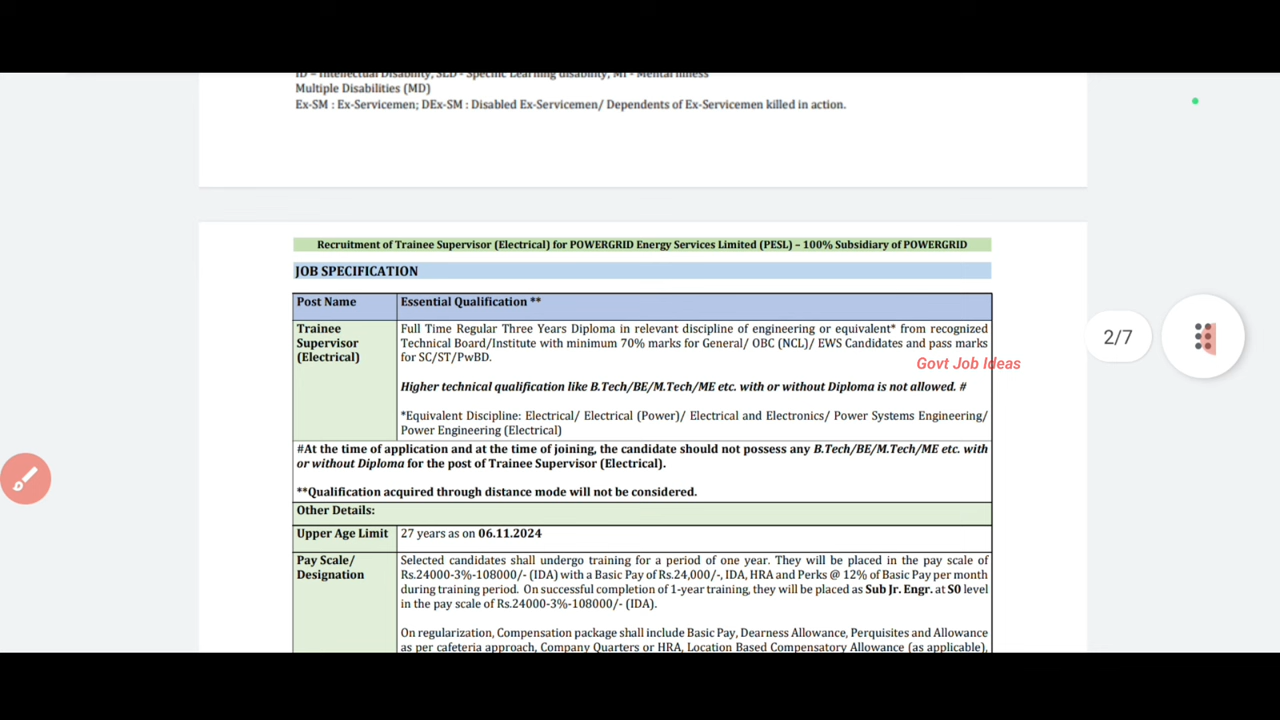 ID – Intellectual Disability, SLD - Specific Learning disability, MI - Mental Illness
Multiple Disabilities (MD)
Ex-SM : Ex-Servicemen; DEx-SM : Disabled Ex-Servicemen/ Dependents of Ex-Servicemen killed in action.
Recruitment of Trainee Supervisor (Electrical) for POWERGRID Energy Services Limited (PESL) – 100% Subsidiary of POWERGRID
JOB SPECIFICATION
Post Name
Essential Qualification **
Trainee
Supervisor
(Electrical)
Full Time Regular Three Years Diploma in relevant discipline of engineering or equivalent* from recognized
Technical Board/Institute with minimum 70% marks for General/ OBC (NCL)/ EWS Candidates and pass marks
for SC/ST/PwBD.
Govt Job Ideas
Higher technical qualification like B.Tech/BE/M.Tech/ME etc. with or without Diploma is not allowed. #
*Equivalent Discipline: Electrical/ Electrical (Power)/ Electrical and Electronics/ Power Systems Engineering/
Power Engineering (Electrical)
#At the time of application and at the time of joining, the candidate should not possess any B.Tech/BE/M.Tech/ME etc. with
or without Diploma for the post of Trainee Supervisor (Electrical).
**Qualification acquired through distance mode will not be considered.
Other Details:
Upper Age Limit
27 years as on 06.11.2024
Pay Scale/
Designation
Selected candidates shall undergo training for a period of one year. They will be placed in the pay scale of
Rs.24000-3%-108000/- (IDA) with a Basic Pay of Rs.24,000/-, IDA, HRA and Perks @ 12% of Basic Pay per month
during training period. On successful completion of 1-year training, they will be placed as Sub Jr. Engr. at S0 level
in the pay scale of Rs.24000-3%-108000/- (IDA).
On regularization, Compensation package shall include Basic Pay, Dearness Allowance, Perquisites and Allowance
as per cafeteria approach, Company Quarters or HRA, Location Based Compensatory Allowance (as applicable),
2/7